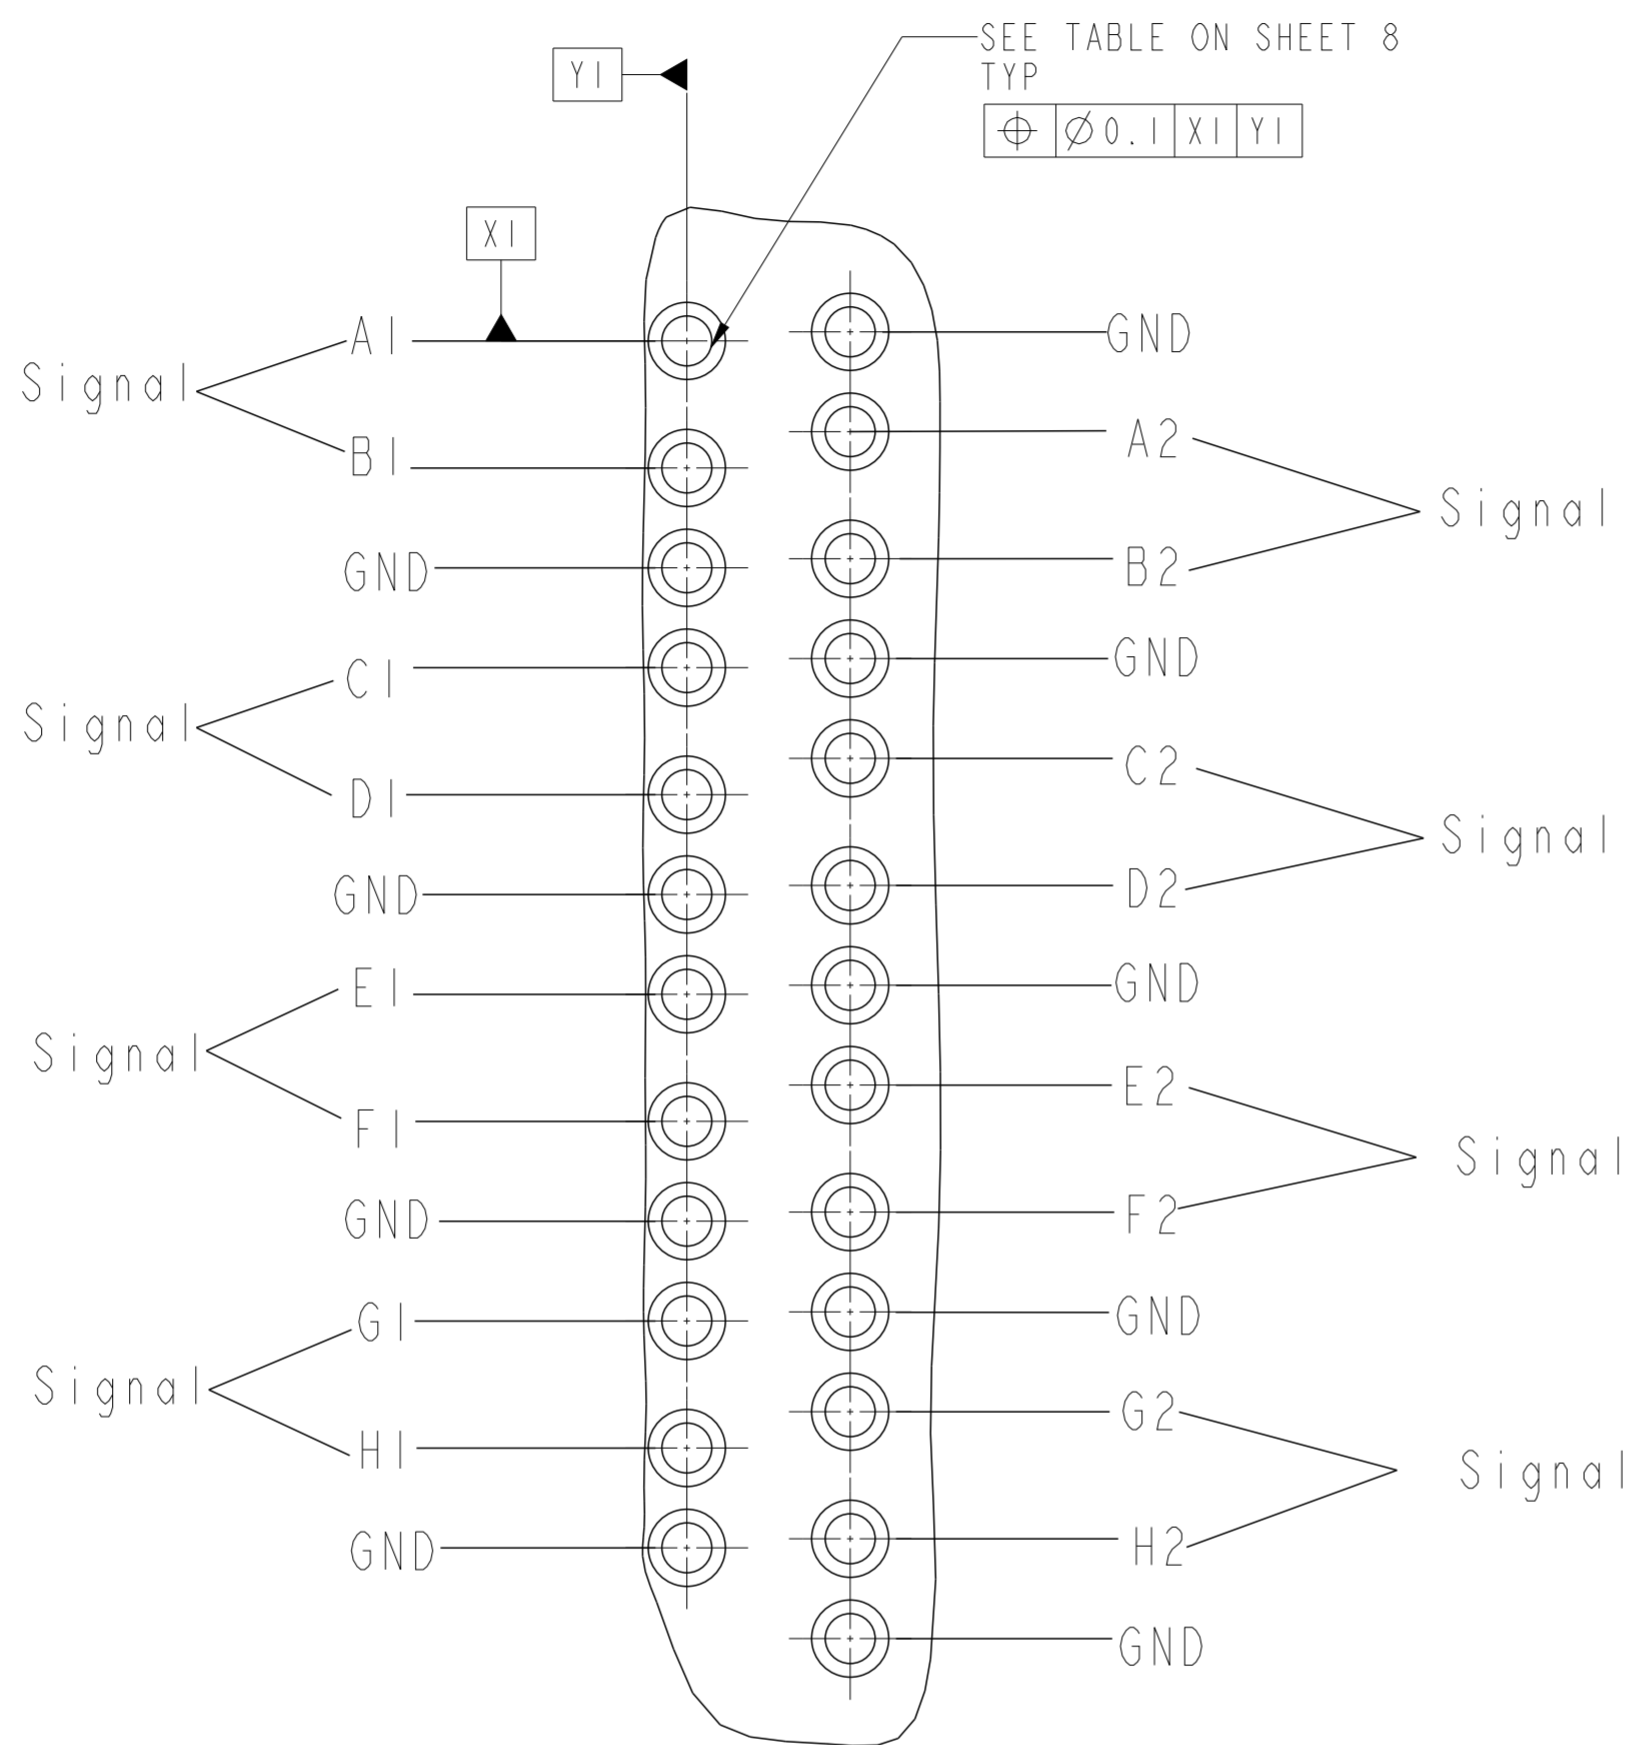 SEE TABLE ON SHEET 8
TYP
Y1
⌖ Ø0.1 X1 Y1
X1
A1
GND
Signal
B1
A2
Signal
GND
B2
C1
GND
Signal
D1
C2
Signal
GND
D2
E1
GND
Signal
F1
E2
Signal
GND
F2
G1
GND
Signal
H1
G2
Signal
GND
H2
GND